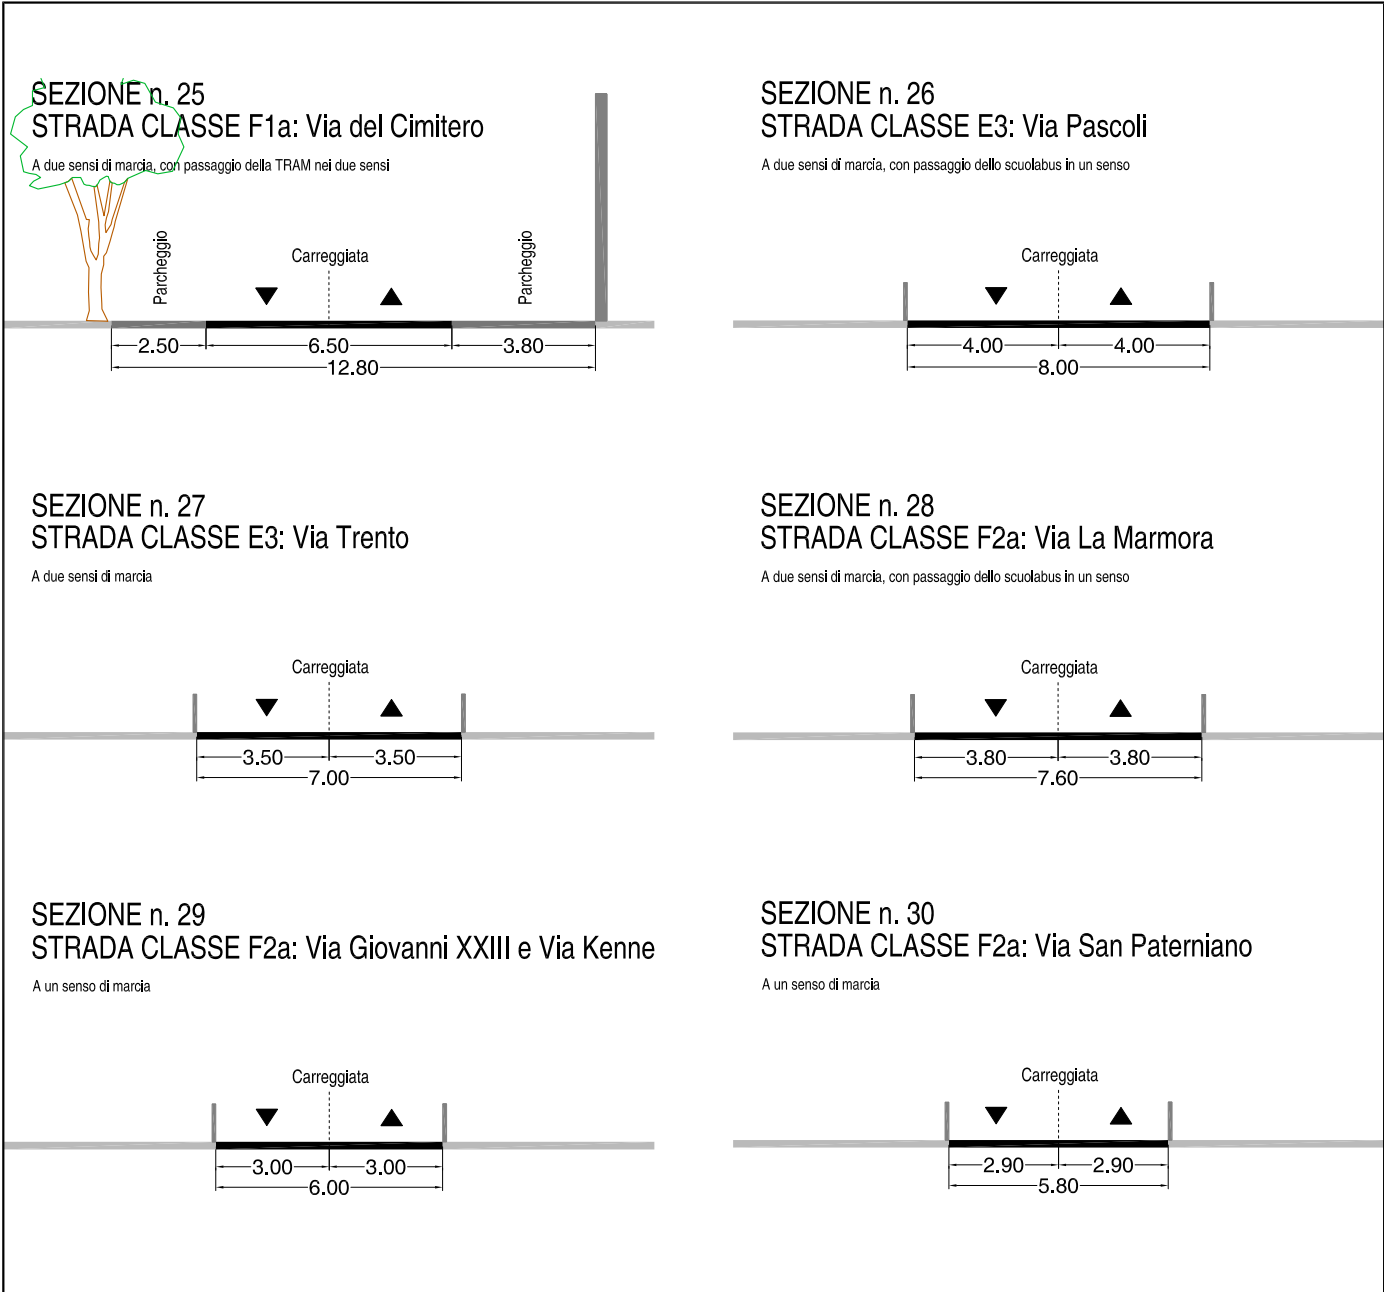 SEZIONE n. 25
STRADA CLASSE F1a: Via del Cimitero
A due sensi di marcia, con passaggio della TRAM nei due sensi
Parcheggio
Carreggiata
Parcheggio
2.50
6.50
3.80
12.80
SEZIONE n. 26
STRADA CLASSE E3: Via Pascoli
A due sensi di marcia, con passaggio dello scuolabus in un senso
Carreggiata
4.00
4.00
8.00
SEZIONE n. 27
STRADA CLASSE E3: Via Trento
A due sensi di marcia
Carreggiata
3.50
3.50
7.00
SEZIONE n. 28
STRADA CLASSE F2a: Via La Marmora
A due sensi di marcia, con passaggio dello scuolabus in un senso
Carreggiata
3.80
3.80
7.60
SEZIONE n. 29
STRADA CLASSE F2a: Via Giovanni XXIII e Via Kenne
A un senso di marcia
Carreggiata
3.00
3.00
6.00
SEZIONE n. 30
STRADA CLASSE F2a: Via San Paterniano
A un senso di marcia
Carreggiata
2.90
2.90
5.80